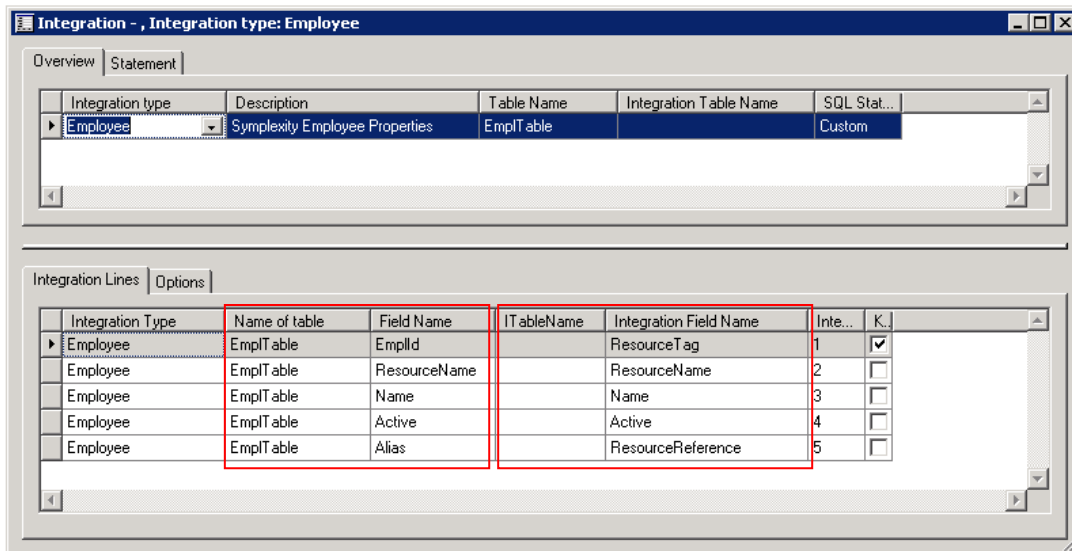 Integration - , Integration type: Employee
Overview Statement
Integration type Description Table Name Integration Table Name SQL Stat...
Employee Symplexity Employee Properties EmplTable Custom
Integration Lines Options
Integration Type Name of table Field Name ITableName Integration Field Name Inte... K..
Employee EmplTable EmplId ResourceTag 1
Employee EmplTable ResourceName ResourceName 2
Employee EmplTable Name Name 3
Employee EmplTable Active Active 4
Employee EmplTable Alias ResourceReference 5